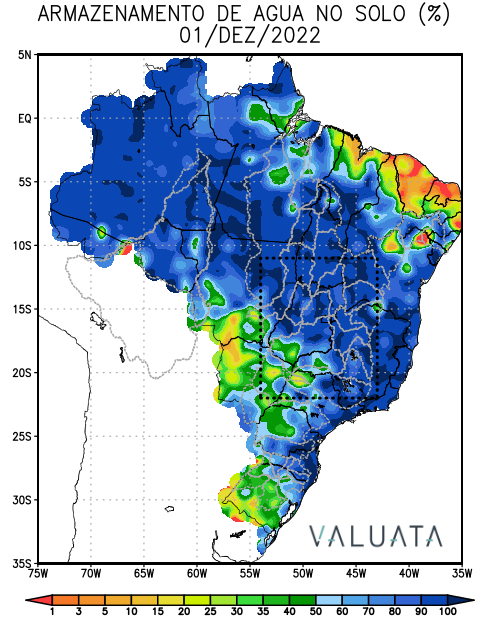 ARMAZENAMENTO DE AGUA NO SOLO (%)
01/DEZ/2022
5N
EQ
5S
10S
15S
20S
25S
30S
35S
VALUATA
75W 70W 65W 60W 55W 50W 45W 40W 35W
1 3 5 10 15 20 25 30 35 40 50 60 70 80 90 100